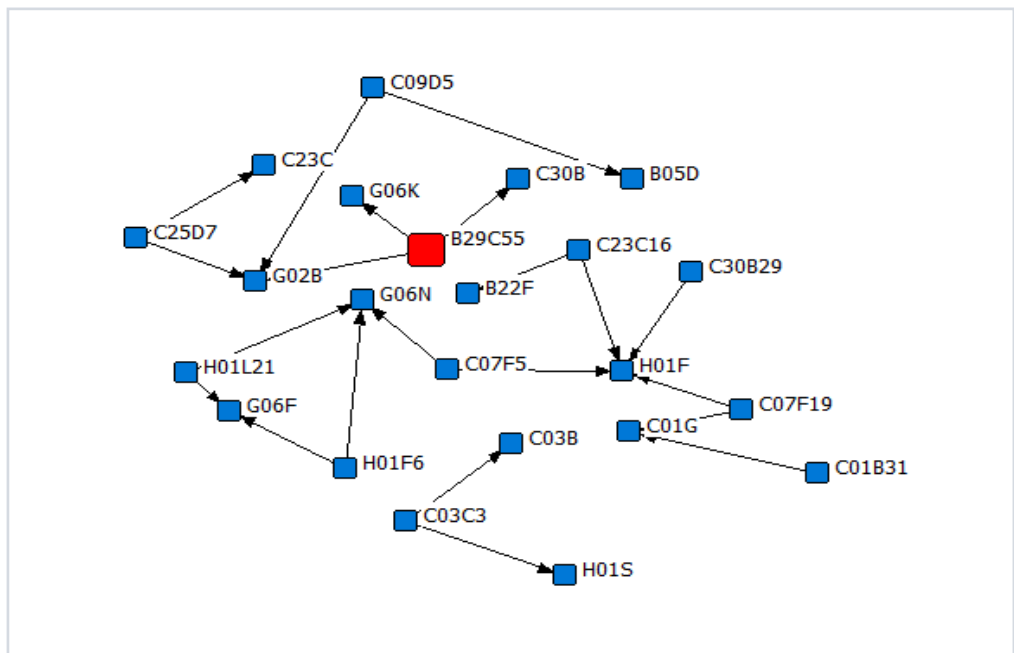 C09D5
C23C
C30B
B05D
G06K
C25D7
B29C55
C23C16
C30B29
G02B
B22F
G06N
H01L21
C07F5
H01F
G06F
C07F19
C01G
C03B
H01F6
C01B31
C03C3
H01S